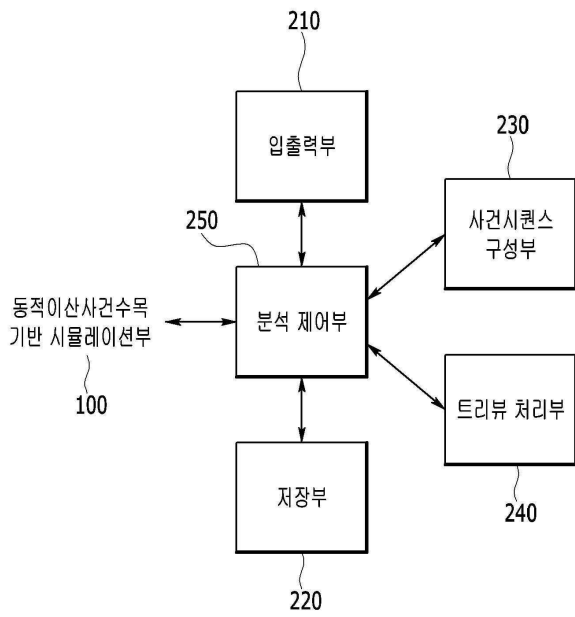 210
입출력부
230
사건시퀀스
구성부
250
분석 제어부
동적이산사건수목
기반 시뮬레이션부
100
트리뷰 처리부
240
저장부
220